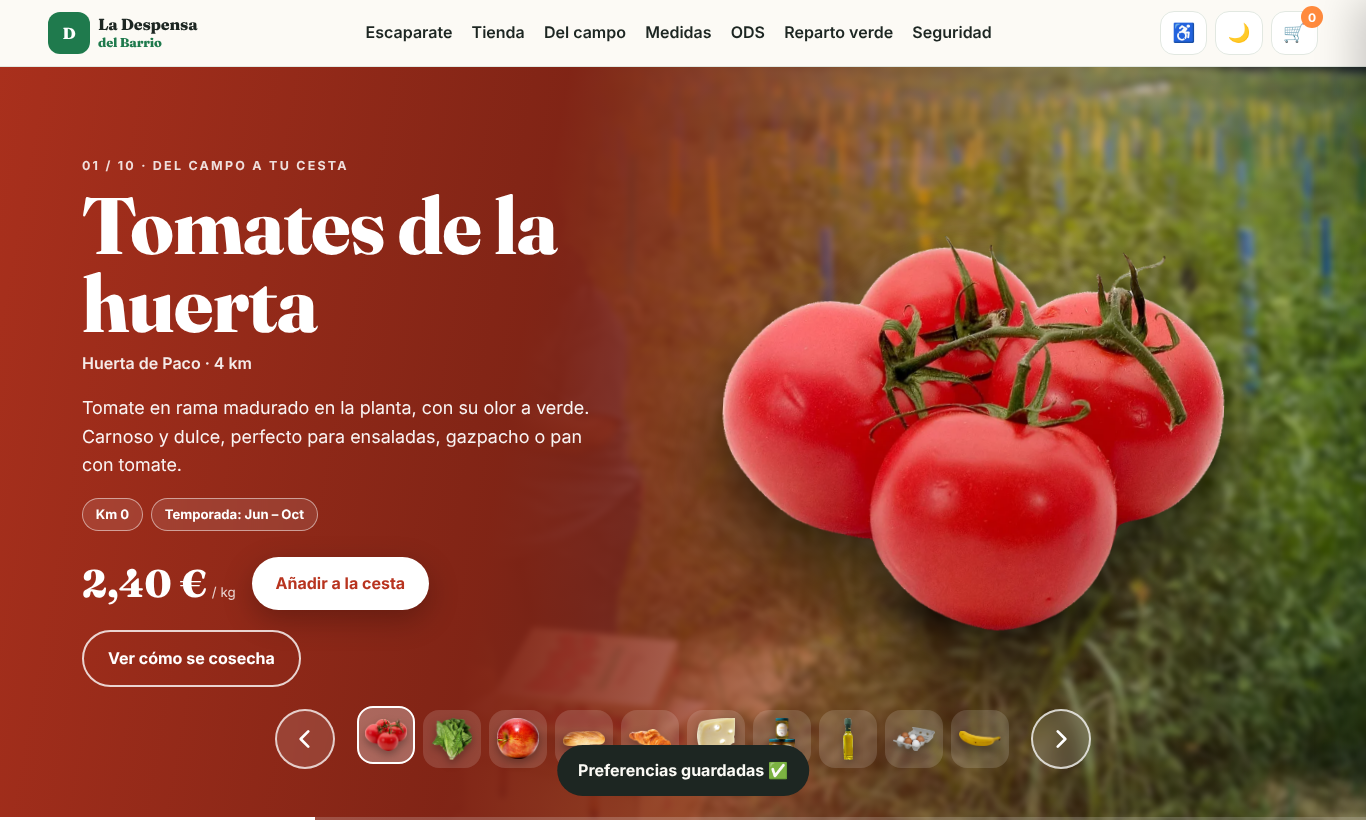 D
La Despensa
del Barrio
Escaparate Tienda Del campo Medidas ODS Reparto verde Seguridad
0
01 / 10 · DEL CAMPO A TU CESTA
Tomates de la
huerta
Huerta de Paco · 4 km
Tomate en rama madurado en la planta, con su olor a verde.
Carnoso y dulce, perfecto para ensaladas, gazpacho o pan
con tomate.
Km 0 Temporada: Jun – Oct
2,40 € / kg Añadir a la cesta
Ver cómo se cosecha
Preferencias guardadas ✅